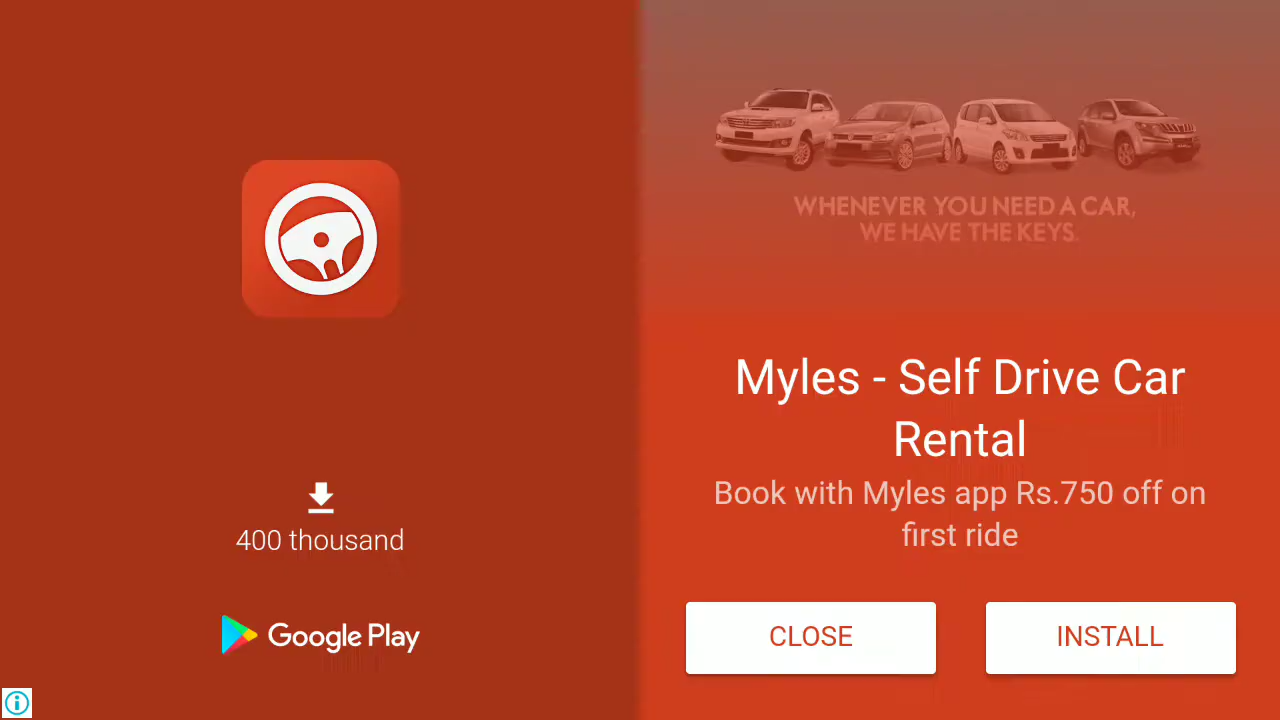 400 thousand
Google Play
WHENEVER YOU NEED A CAR,
WE HAVE THE KEYS.
Myles - Self Drive Car
Rental
Book with Myles app Rs.750 off on
first ride
CLOSE
INSTALL